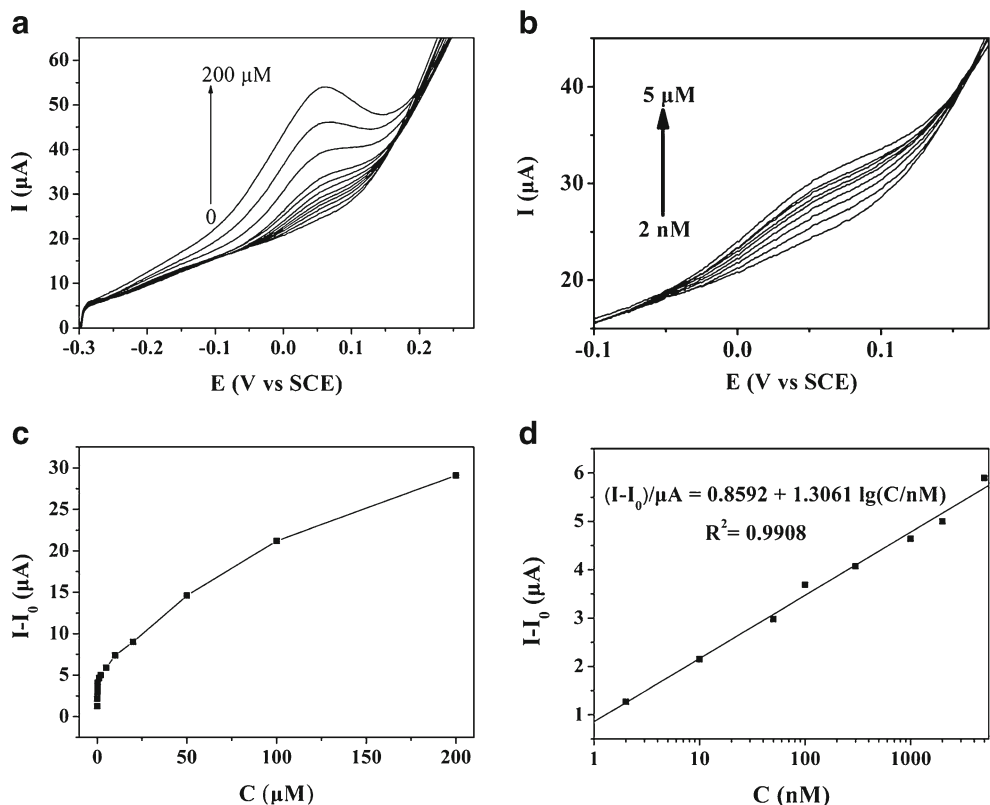 a
60
50
40
30
20
10
0
I (μA)
200 μM
0
-0.3
-0.2
-0.1
0.0
0.1
0.2
E (V vs SCE)
b
40
30
20
I (μA)
5 μM
2 nM
-0.1
0.0
0.1
E (V vs SCE)
c
30
25
20
15
10
5
0
I-I₀ (μA)
0
50
100
150
200
C (μM)
d
6
5
4
3
2
1
I-I₀ (μA)
(I-I₀)/μA = 0.8592 + 1.3061 lg(C/nM)
R²= 0.9908
1
10
100
1000
C (nM)